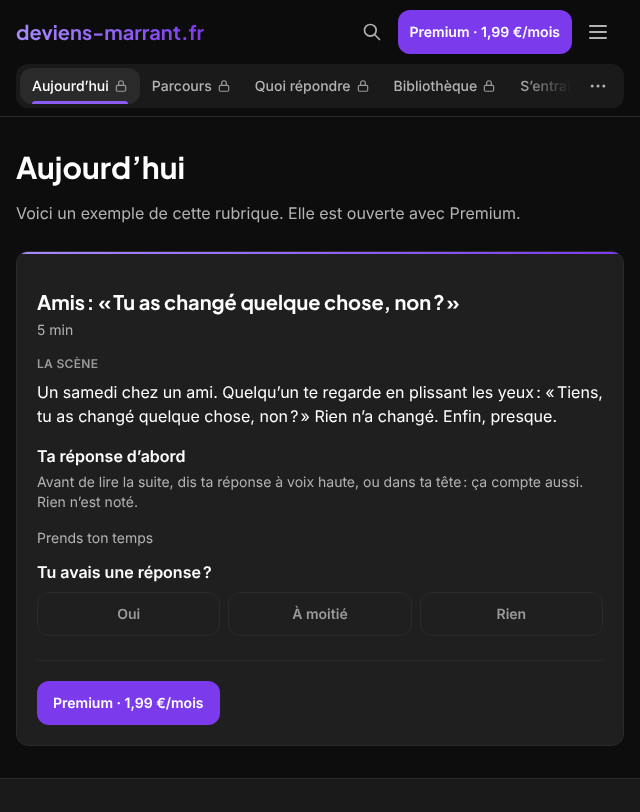 deviens-marrant.fr
Premium · 1,99 €/mois
Aujourd’hui
Parcours
Quoi répondre
Bibliothèque
S’entra
Aujourd’hui
Voici un exemple de cette rubrique. Elle est ouverte avec Premium.
Amis : « Tu as changé quelque chose, non ? »
5 min
LA SCÈNE
Un samedi chez un ami. Quelqu’un te regarde en plissant les yeux : « Tiens,
tu as changé quelque chose, non ? » Rien n’a changé. Enfin, presque.
Ta réponse d’abord
Avant de lire la suite, dis ta réponse à voix haute, ou dans ta tête : ça compte aussi.
Rien n’est noté.
Prends ton temps
Tu avais une réponse ?
Oui
À moitié
Rien
Premium · 1,99 €/mois